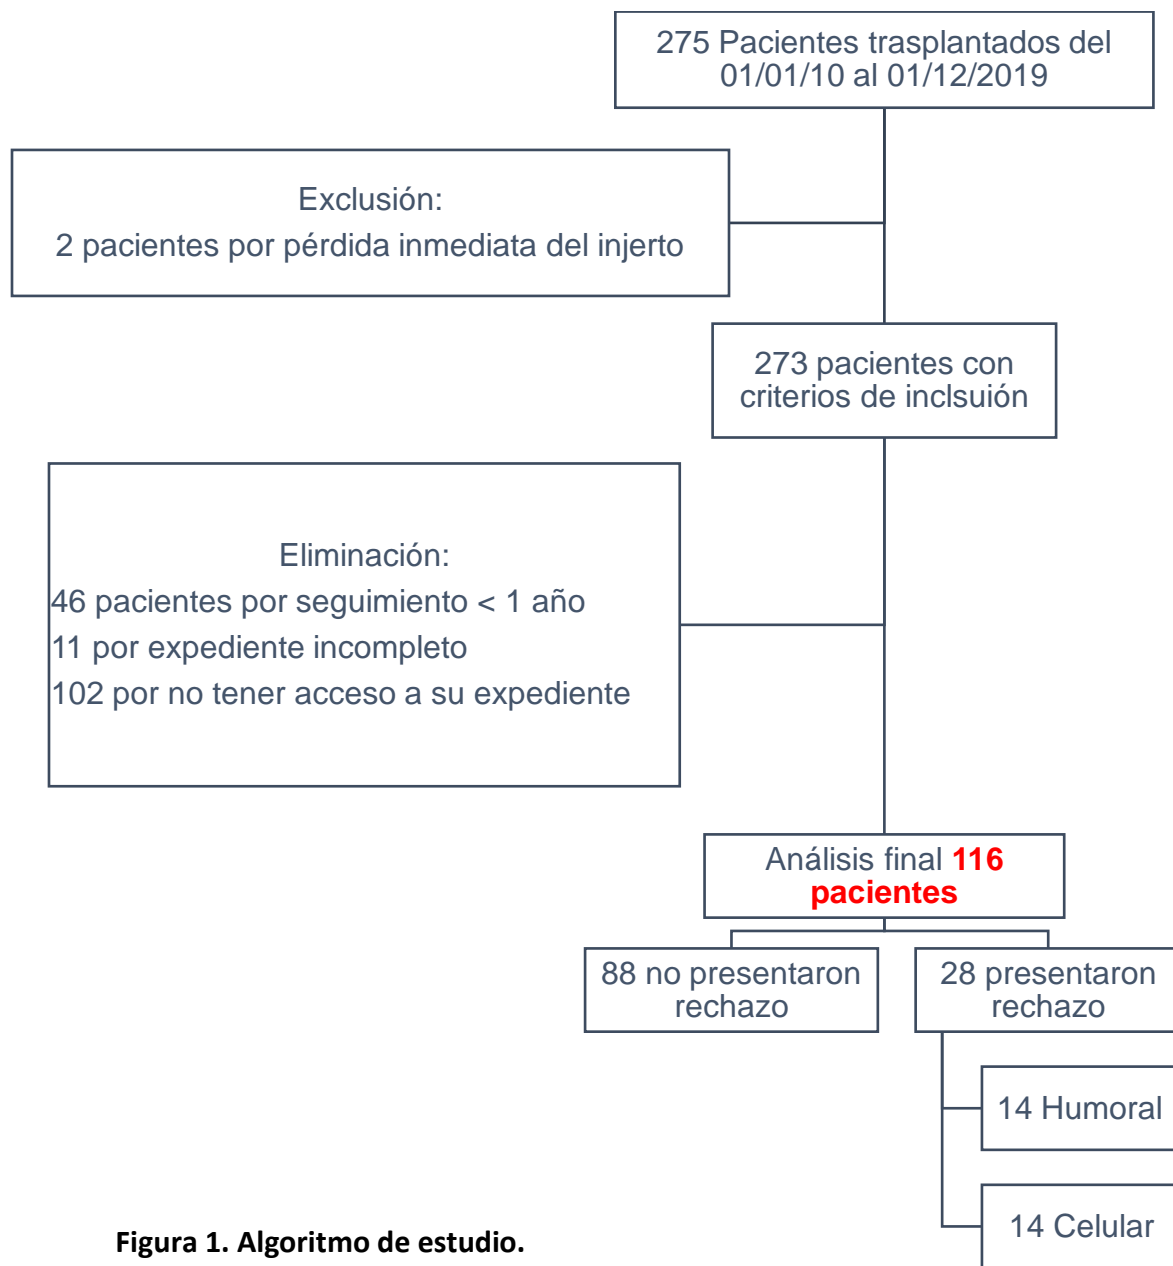 275 Pacientes trasplantados del
01/01/10 al 01/12/2019
Exclusión:
2 pacientes por pérdida inmediata del injerto
273 pacientes con
criterios de inclsuión
Eliminación:
46 pacientes por seguimiento < 1 año
11 por expediente incompleto
102 por no tener acceso a su expediente
Análisis final 116
pacientes
88 no presentaron
rechazo
28 presentaron
rechazo
14 Humoral
14 Celular
Figura 1. Algoritmo de estudio.